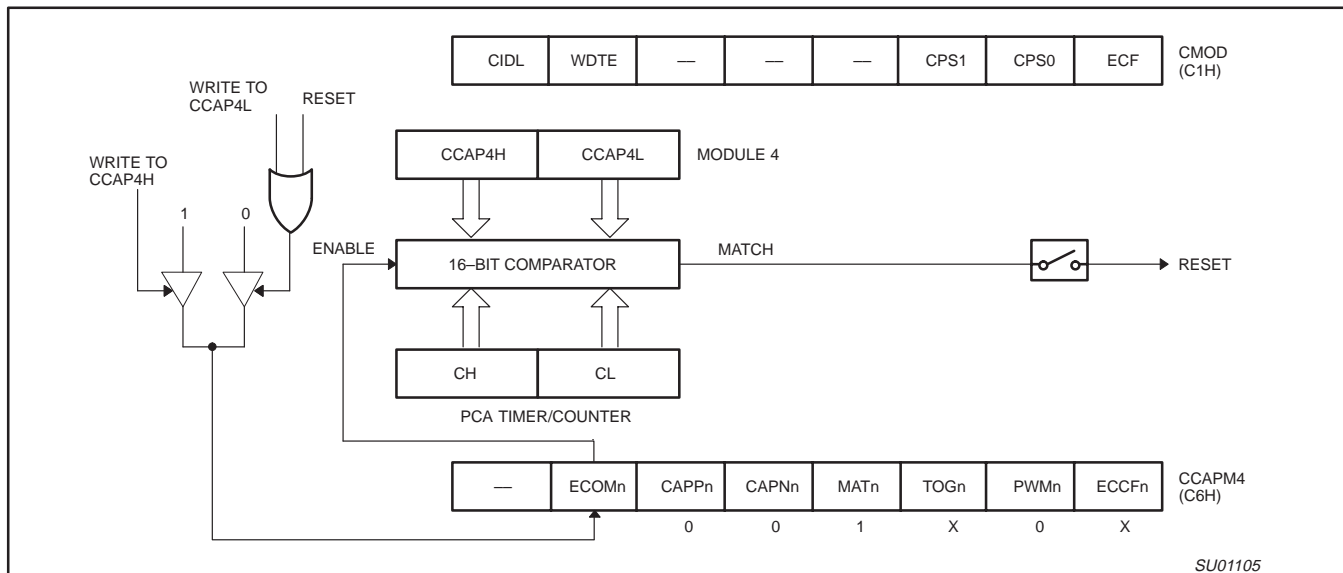 CIDL WDTE — — — CPS1 CPS0 ECF
CMOD
(C1H)
WRITE TO
CCAP4L
RESET
WRITE TO
CCAP4H
CCAP4H CCAP4L
MODULE 4
1 0
ENABLE
16–BIT COMPARATOR
MATCH
RESET
CH CL
PCA TIMER/COUNTER
— ECOMn CAPPn CAPNn MATn TOGn PWMn ECCFn
CCAPM4
(C6H)
0 0 1 X 0 X
SU01105